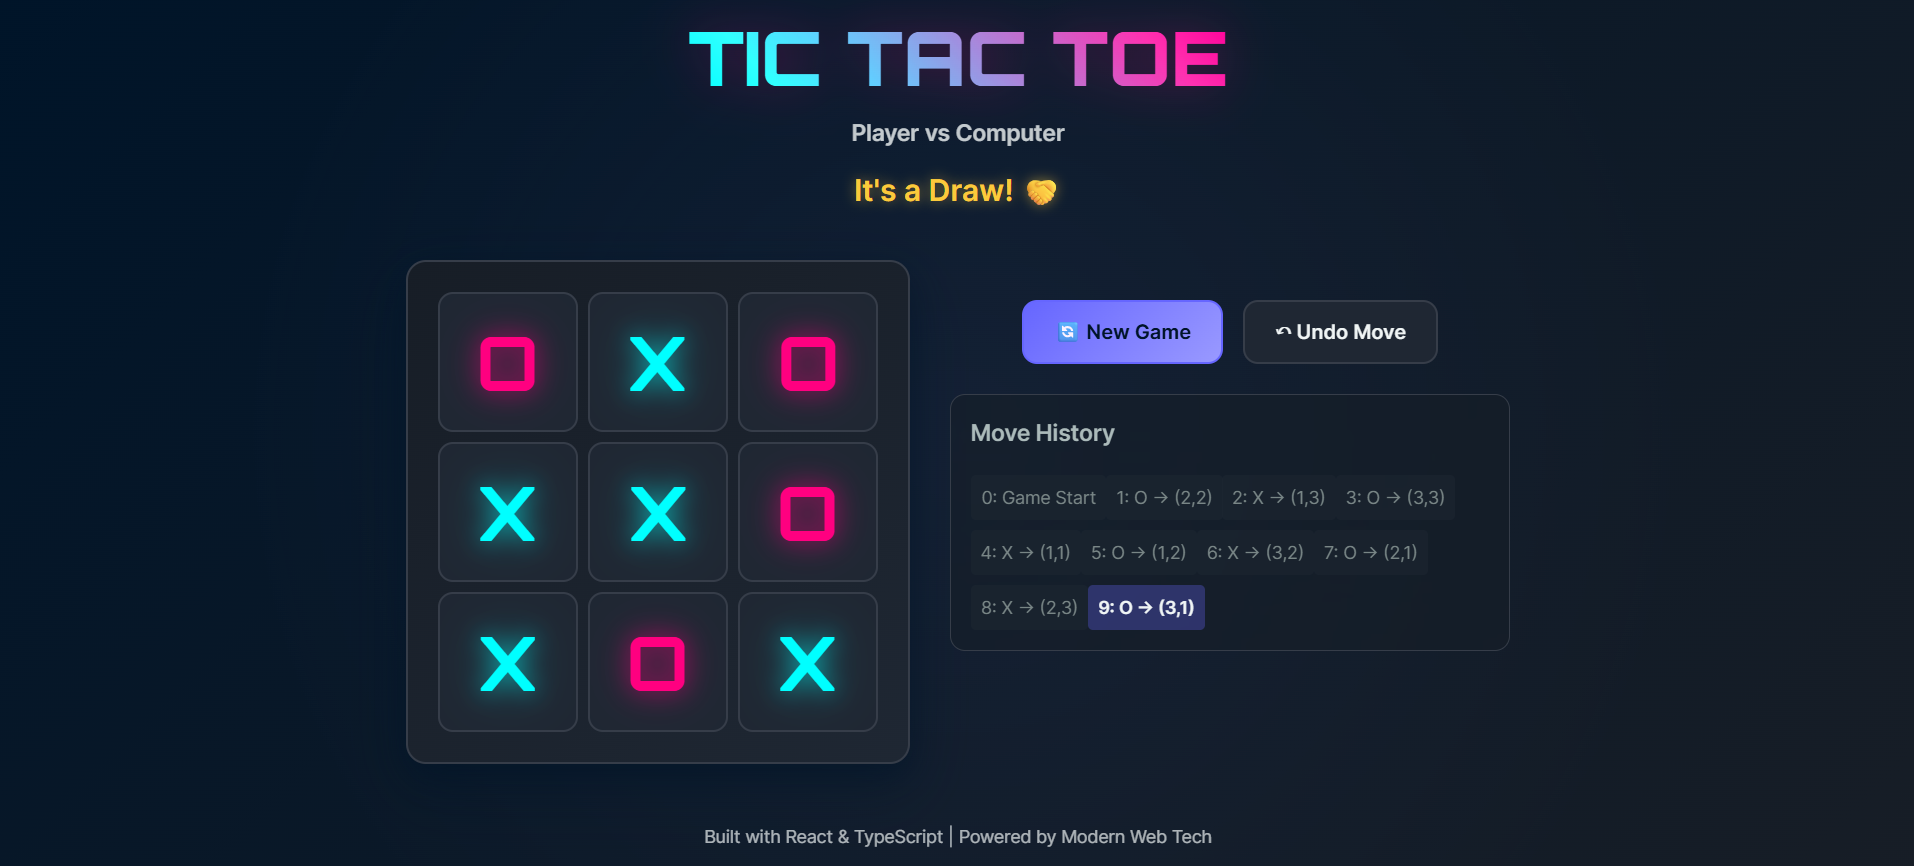 TIC TAC TOE
Player vs Computer
It's a Draw! 🤝
O X O
X X O
X O X
🔄 New Game
↶ Undo Move
Move History
0: Game Start 1: O → (2,2) 2: X → (1,3) 3: O → (3,3)
4: X → (1,1) 5: O → (1,2) 6: X → (3,2) 7: O → (2,1)
8: X → (2,3) 9: O → (3,1)
Built with React & TypeScript | Powered by Modern Web Tech